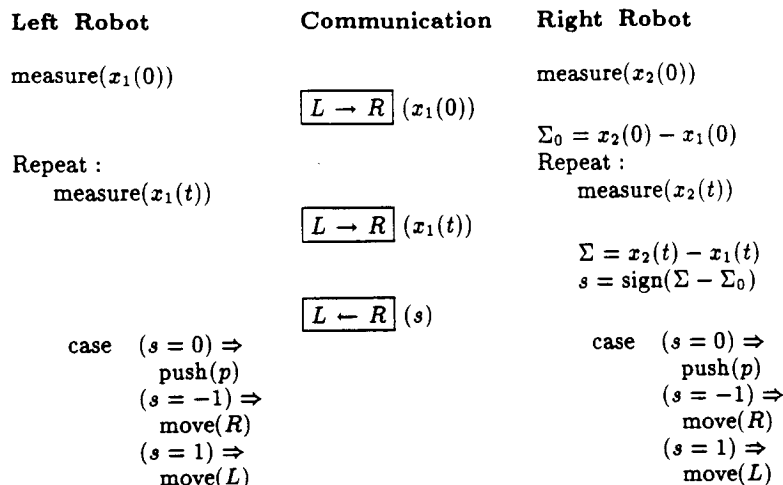 Left Robot Communication Right Robot
measure(x₁(0)) measure(x₂(0))
L → R (x₁(0))
Σ₀ = x₂(0) − x₁(0)
Repeat : Repeat :
measure(x₁(t)) measure(x₂(t))
L → R (x₁(t))
Σ = x₂(t) − x₁(t)
s = sign(Σ − Σ₀)
L ← R (s)
case (s = 0) ⇒ case (s = 0) ⇒
push(p) push(p)
(s = −1) ⇒ (s = −1) ⇒
move(R) move(R)
(s = 1) ⇒ (s = 1) ⇒
move(L) move(L)